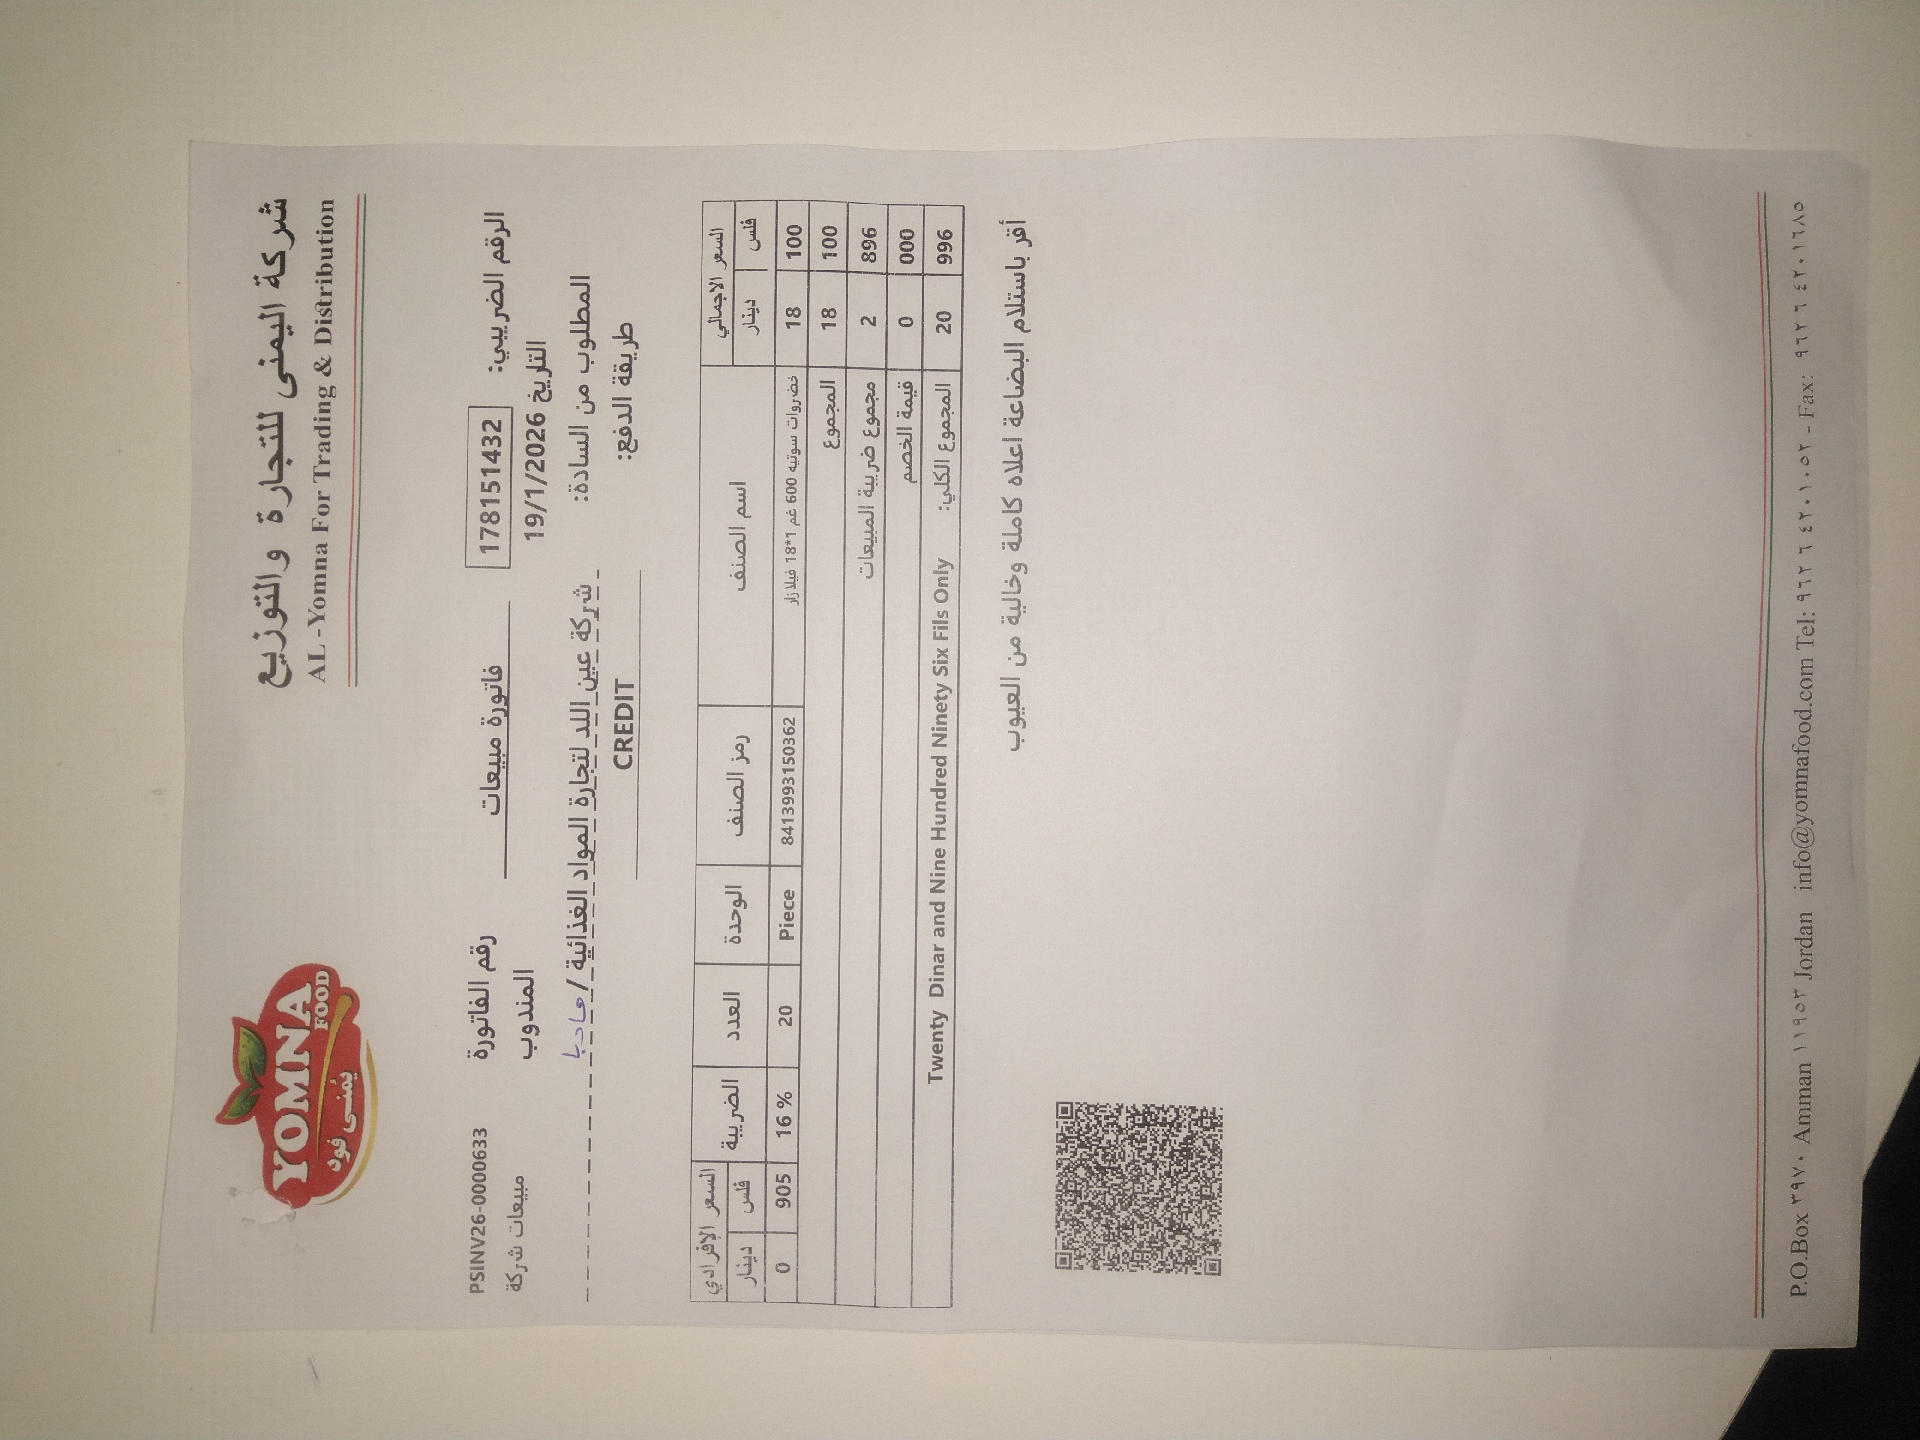 شركة اليمنى للتجارة و التوزيع
AL -Yomna For Trading & Distribution
YOMNA
FOOD
يُمنى فود
الرقم الضريبي: 178151432 فاتورة مبيعات رقم الفاتورة PSINV26-0000633
التاريخ 19/1/2026 المندوب مبيعات شركة
المطلوب من السادة: شركة عين اللد لتجارة المواد الغذائية /
طريقة الدفع: CREDIT
السعر الاجمالي اسم الصنف رمز الصنف الوحدة العدد الضريبة السعر الإفرادي
دينار فلس دينار فلس
18 100 خضروات سوتيه 600 غم 1*18 فيلازار 8413993150362 Piece 20 16 % 0 905
18 100 المجموع
2 896 مجموع ضريبة المبيعات
0 000 قيمة الخصم
20 996 المجموع الكلي: Twenty Dinar and Nine Hundred Ninety Six Fils Only
أقر باستلام البضاعة اعلاه كاملة وخالية من العيوب
P.O.Box ٣٩٧٠ Amman ١١٩٥٣ Jordan info@yomnafood.com Tel: ٩٦٢ ٦ ٤٢٠١٠٥٢ - Fax: ٩٦٢ ٦ ٤٢٠١٦٨٥